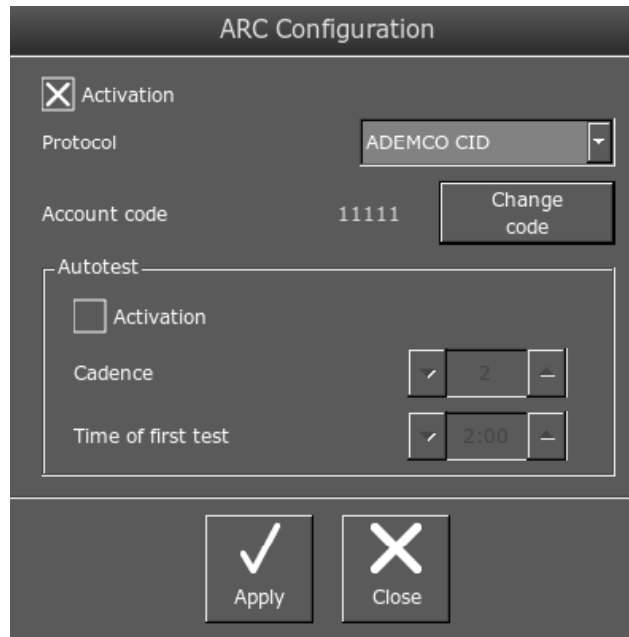 ARC Configuration
Activation
Protocol ADEMCO CID
Account code 11111 Change code
Autotest
Activation
Cadence 2
Time of first test 2:00
Apply Close